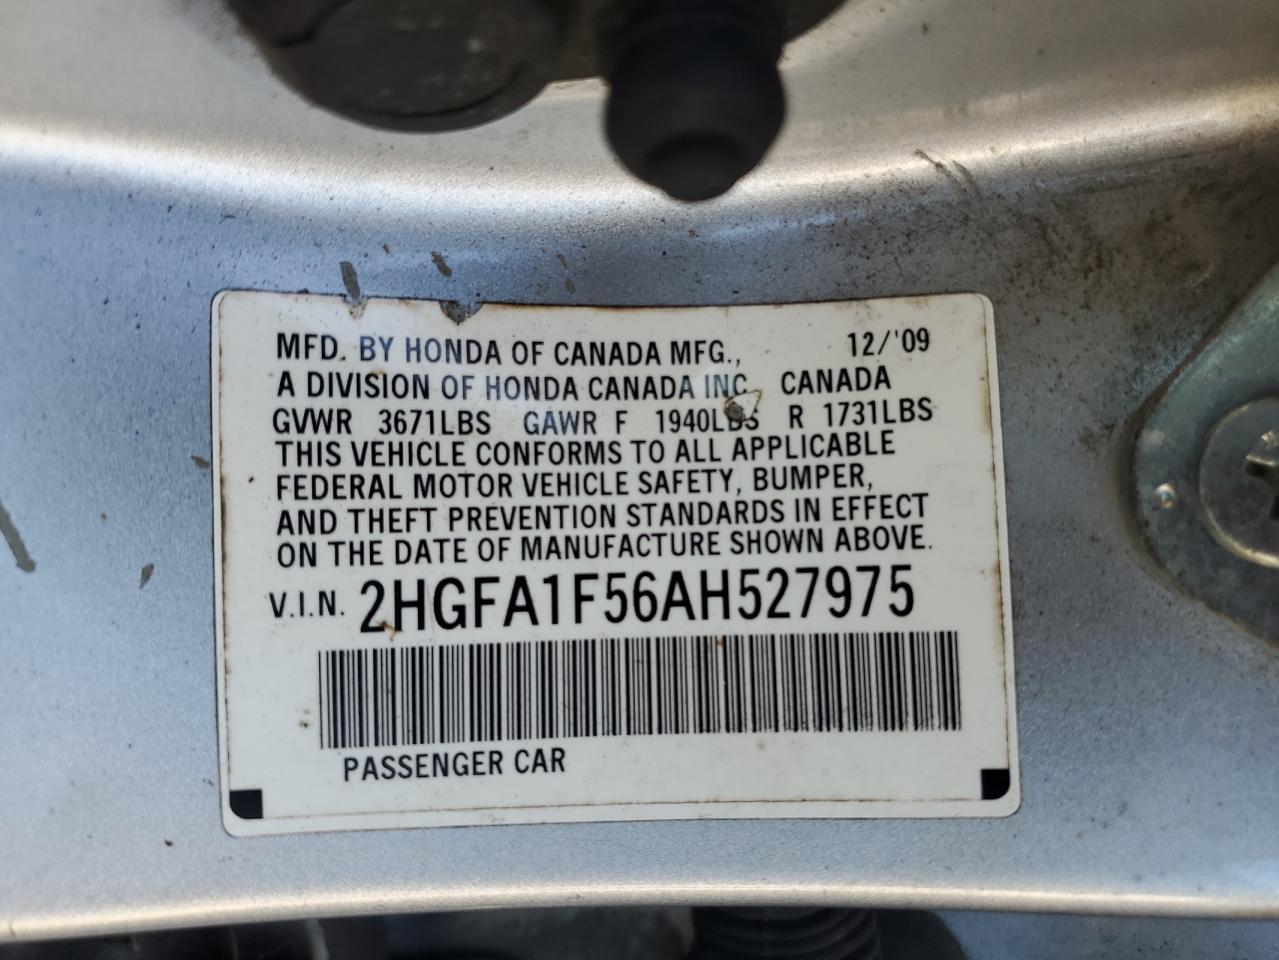 MFD. BY HONDA OF CANADA MFG., 12/'09
A DIVISION OF HONDA CANADA INC. CANADA
GVWR 3671LBS GAWR F 1940LBS R 1731LBS
THIS VEHICLE CONFORMS TO ALL APPLICABLE
FEDERAL MOTOR VEHICLE SAFETY, BUMPER,
AND THEFT PREVENTION STANDARDS IN EFFECT
ON THE DATE OF MANUFACTURE SHOWN ABOVE.
V.I.N. 2HGFA1F56AH527975
PASSENGER CAR